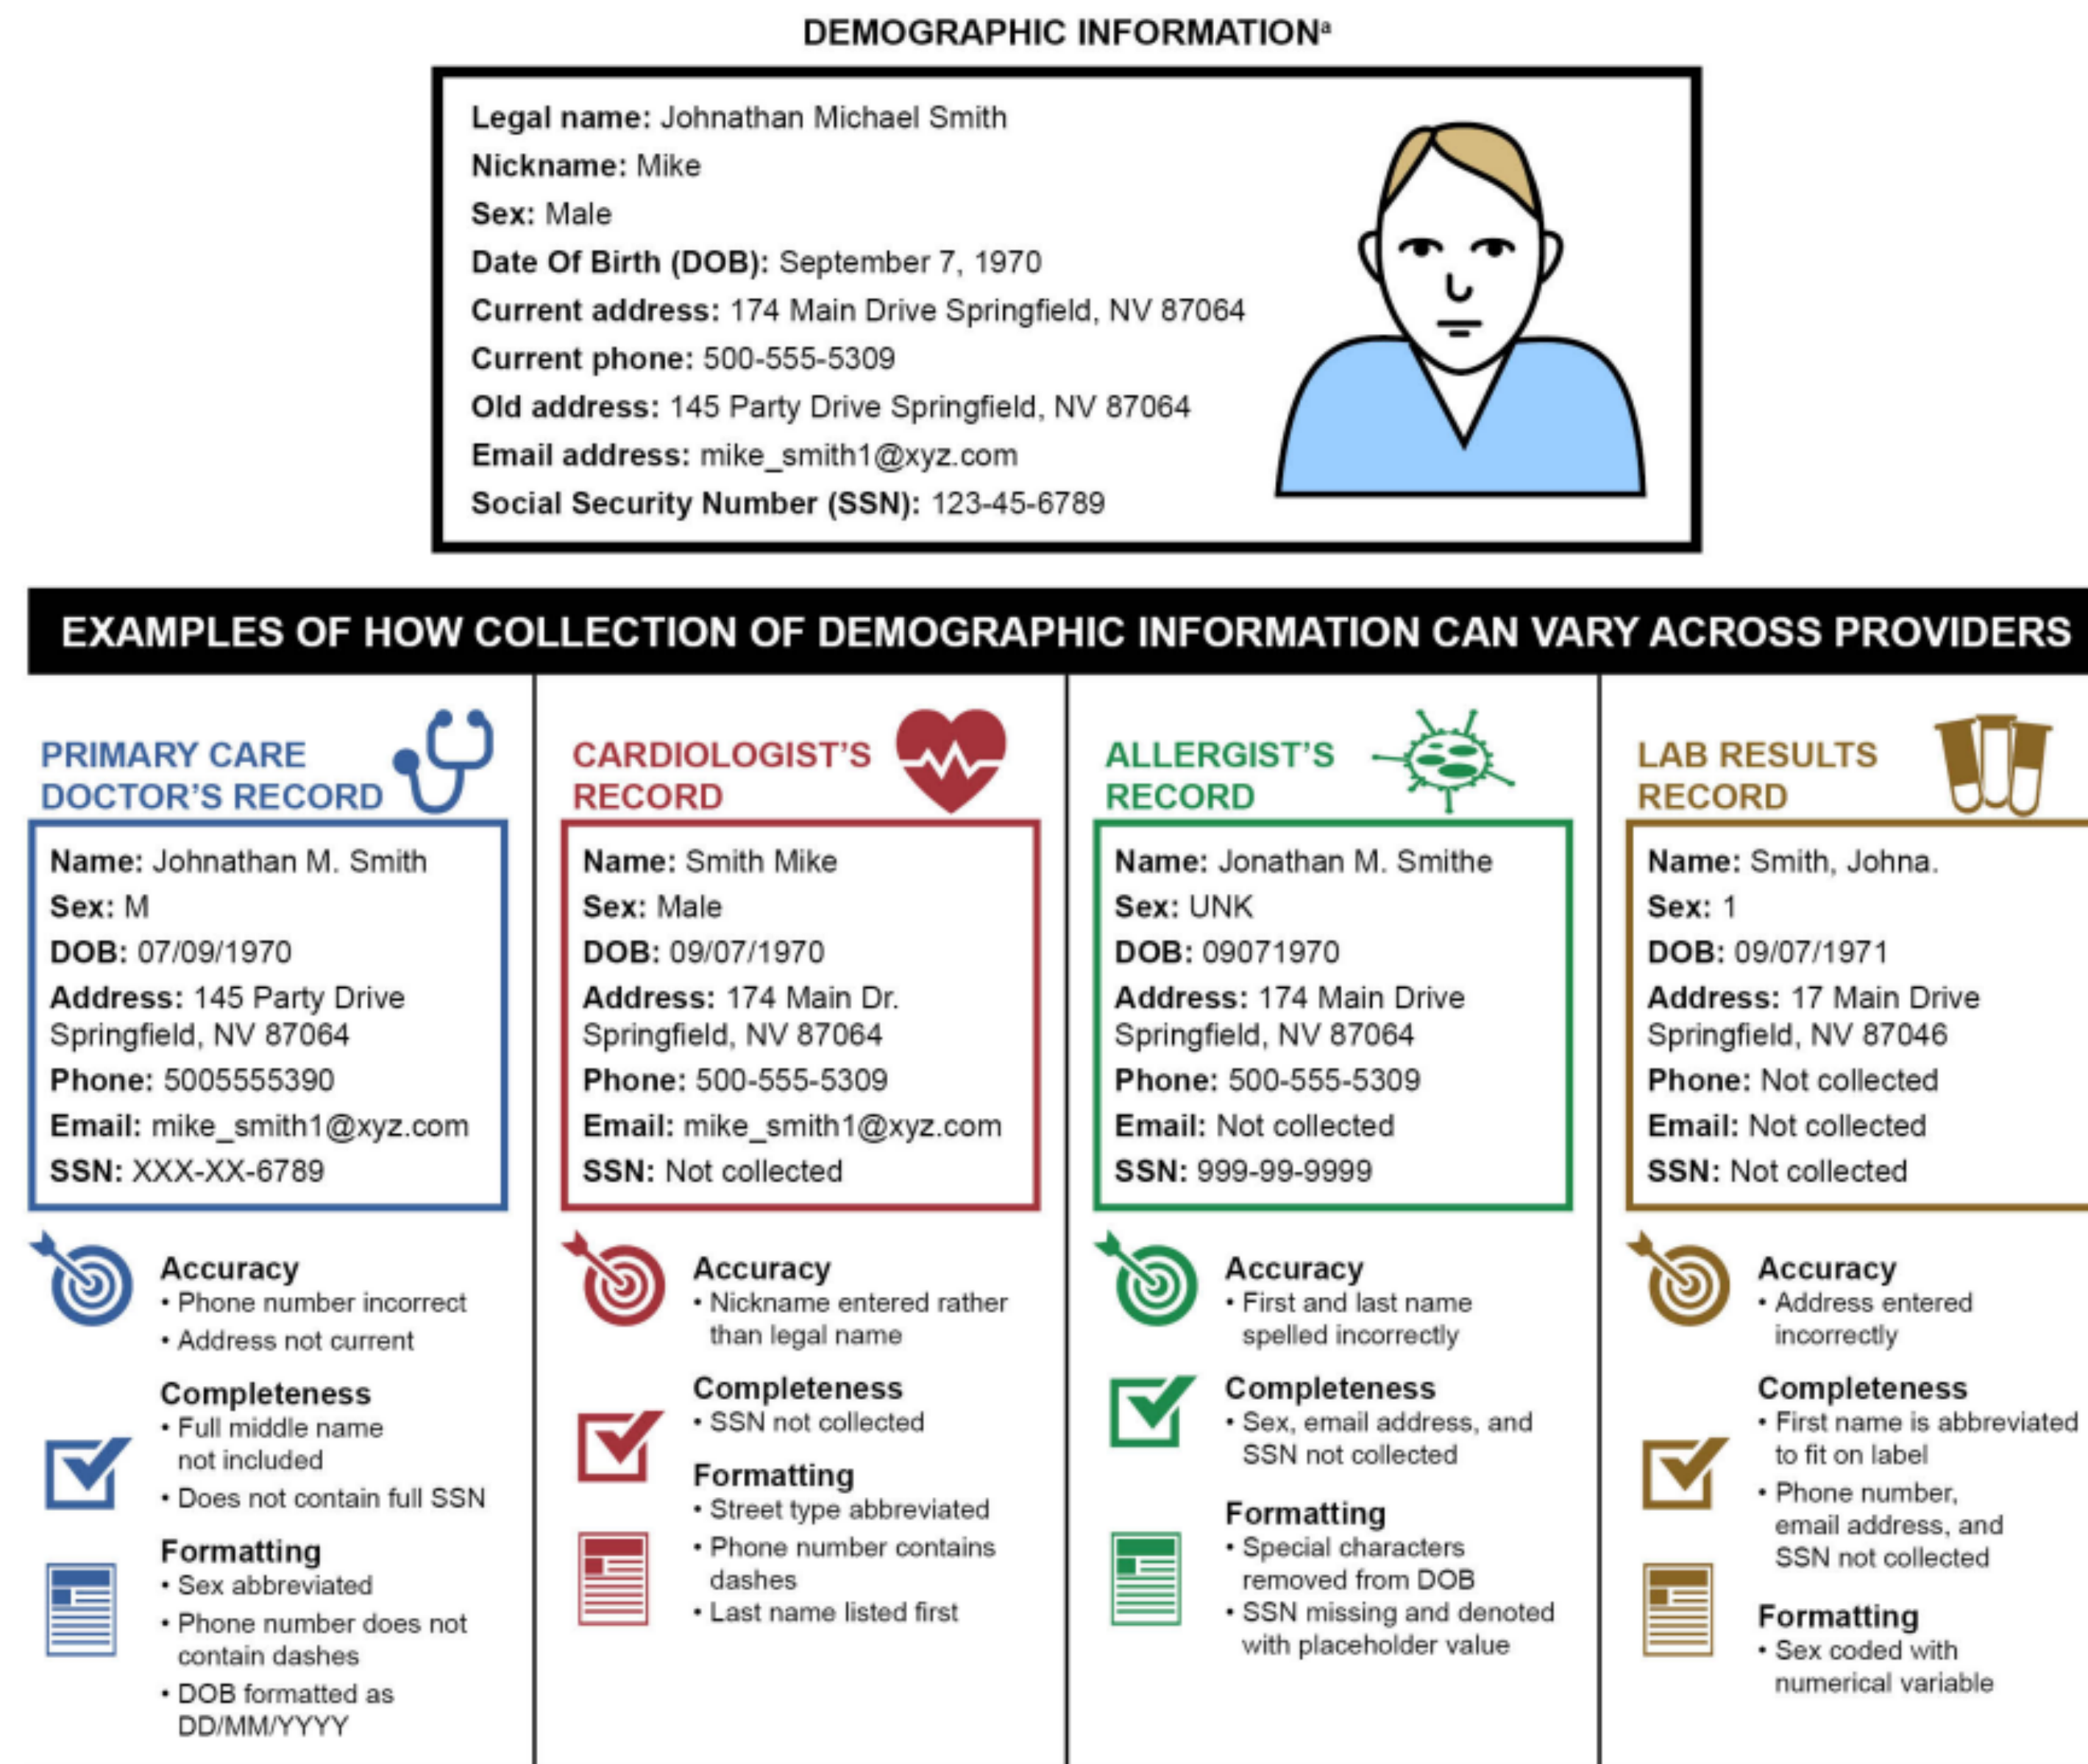 DEMOGRAPHIC INFORMATIONᵃ
Legal name: Johnathan Michael Smith
Nickname: Mike
Sex: Male
Date Of Birth (DOB): September 7, 1970
Current address: 174 Main Drive Springfield, NV 87064
Current phone: 500-555-5309
Old address: 145 Party Drive Springfield, NV 87064
Email address: mike_smith1@xyz.com
Social Security Number (SSN): 123-45-6789
EXAMPLES OF HOW COLLECTION OF DEMOGRAPHIC INFORMATION CAN VARY ACROSS PROVIDERS
PRIMARY CARE
DOCTOR'S RECORD
Name: Johnathan M. Smith
Sex: M
DOB: 07/09/1970
Address: 145 Party Drive
Springfield, NV 87064
Phone: 5005555390
Email: mike_smith1@xyz.com
SSN: XXX-XX-6789
Accuracy
• Phone number incorrect
• Address not current
Completeness
• Full middle name
not included
• Does not contain full SSN
Formatting
• Sex abbreviated
• Phone number does not
contain dashes
• DOB formatted as
DD/MM/YYYY
CARDIOLOGIST'S
RECORD
Name: Smith Mike
Sex: Male
DOB: 09/07/1970
Address: 174 Main Dr.
Springfield, NV 87064
Phone: 500-555-5309
Email: mike_smith1@xyz.com
SSN: Not collected
Accuracy
• Nickname entered rather
than legal name
Completeness
• SSN not collected
Formatting
• Street type abbreviated
• Phone number contains
dashes
• Last name listed first
ALLERGIST'S
RECORD
Name: Jonathan M. Smithe
Sex: UNK
DOB: 09071970
Address: 174 Main Drive
Springfield, NV 87064
Phone: 500-555-5309
Email: Not collected
SSN: 999-99-9999
Accuracy
• First and last name
spelled incorrectly
Completeness
• Sex, email address, and
SSN not collected
Formatting
• Special characters
removed from DOB
• SSN missing and denoted
with placeholder value
LAB RESULTS
RECORD
Name: Smith, Johna.
Sex: 1
DOB: 09/07/1971
Address: 17 Main Drive
Springfield, NV 87046
Phone: Not collected
Email: Not collected
SSN: Not collected
Accuracy
• Address entered
incorrectly
Completeness
• First name is abbreviated
to fit on label
• Phone number,
email address, and
SSN not collected
Formatting
• Sex coded with
numerical variable